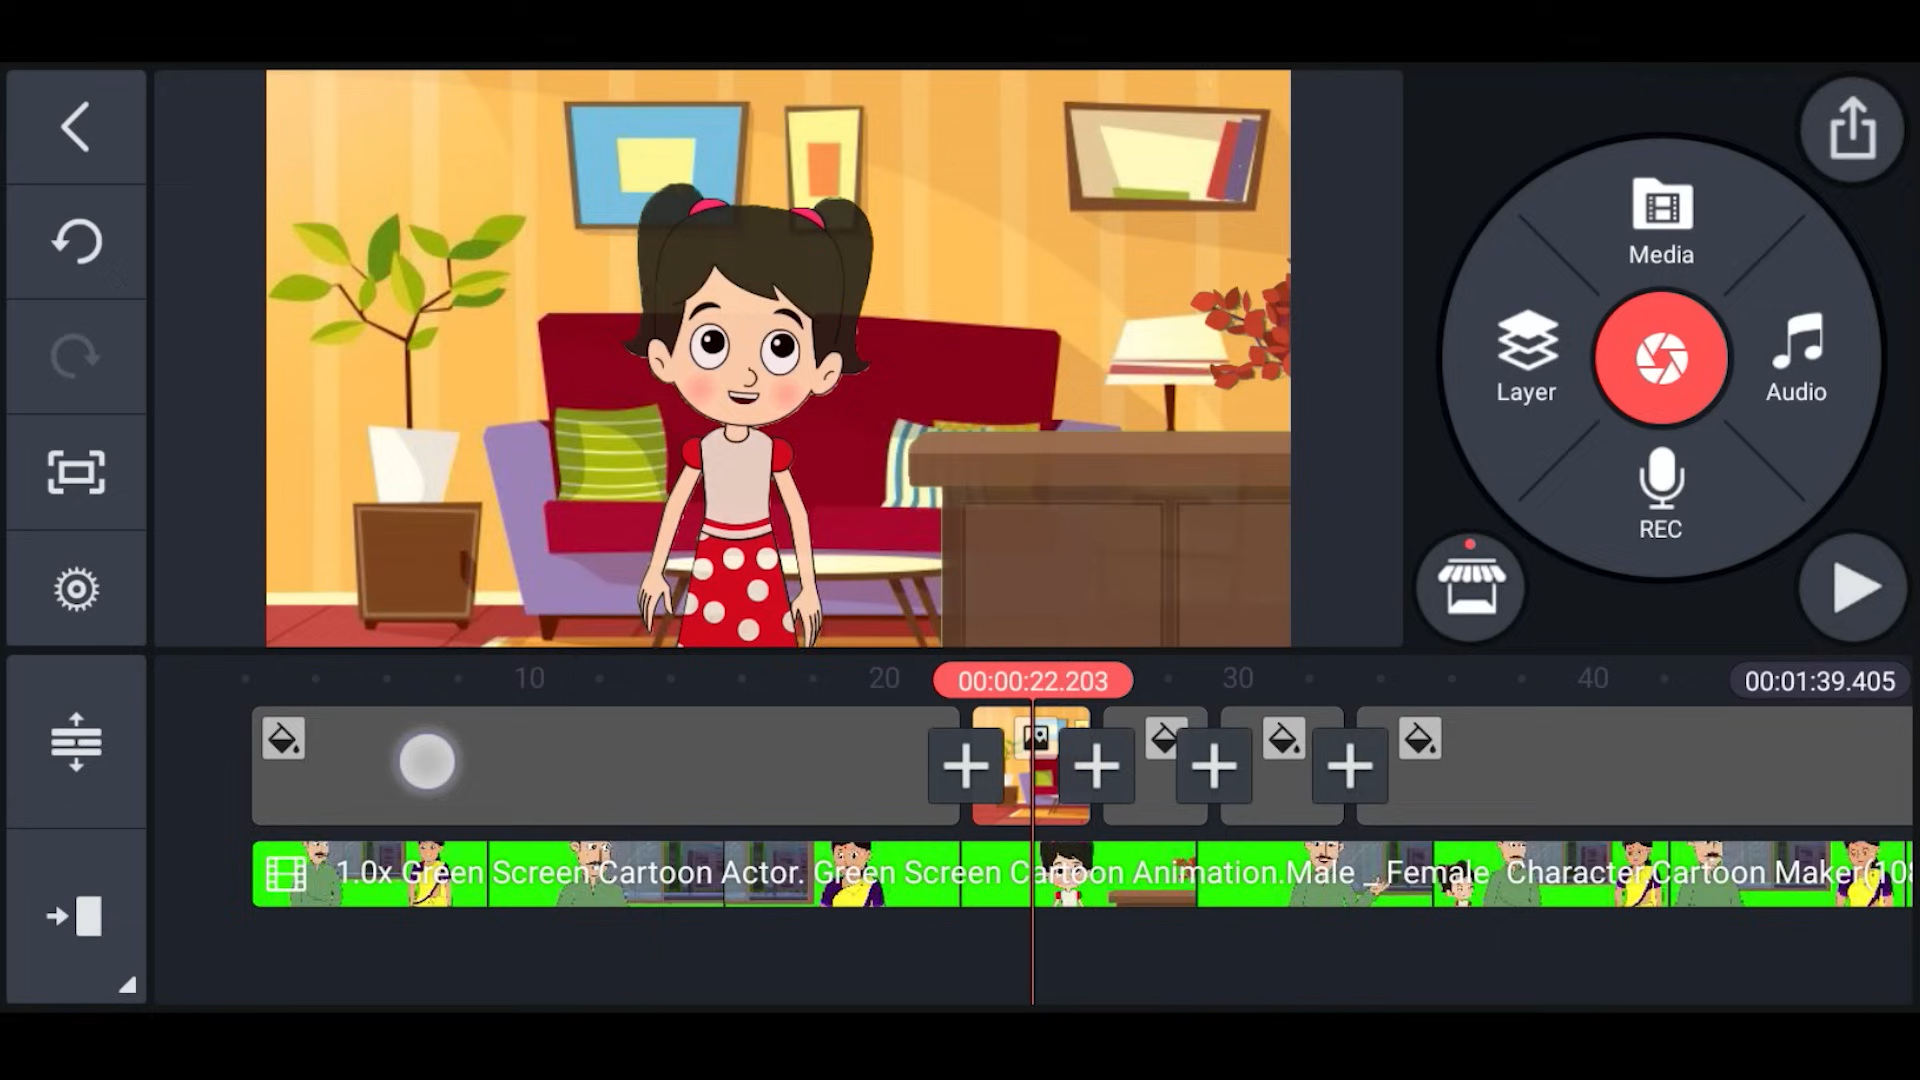 Media
Layer
Audio
REC
10
20
00:00:22.203
30
40
00:01:39.405
1.0x Green Screen Cartoon Actor. Green Screen Cartoon Animation.Male _ Female Character.Cartoon Maker(108